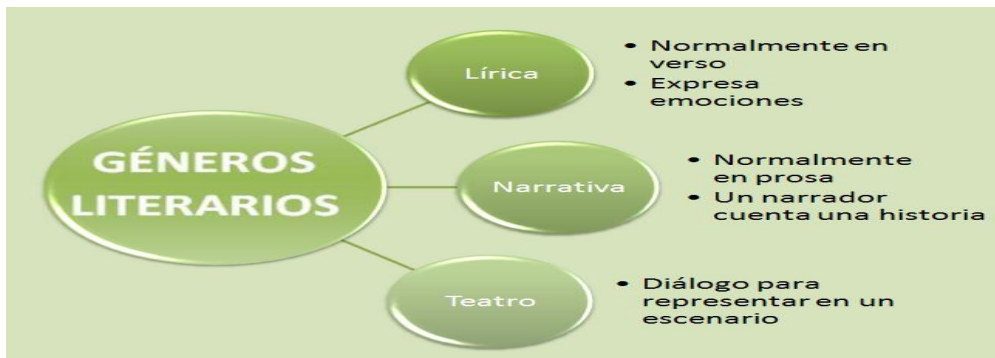 GÉNEROS
LITERARIOS
Lírica
• Normalmente en
verso
• Expresa
emociones
Narrativa
• Normalmente
en prosa
• Un narrador
cuenta una historia
Teatro
• Diálogo para
representar en un
escenario